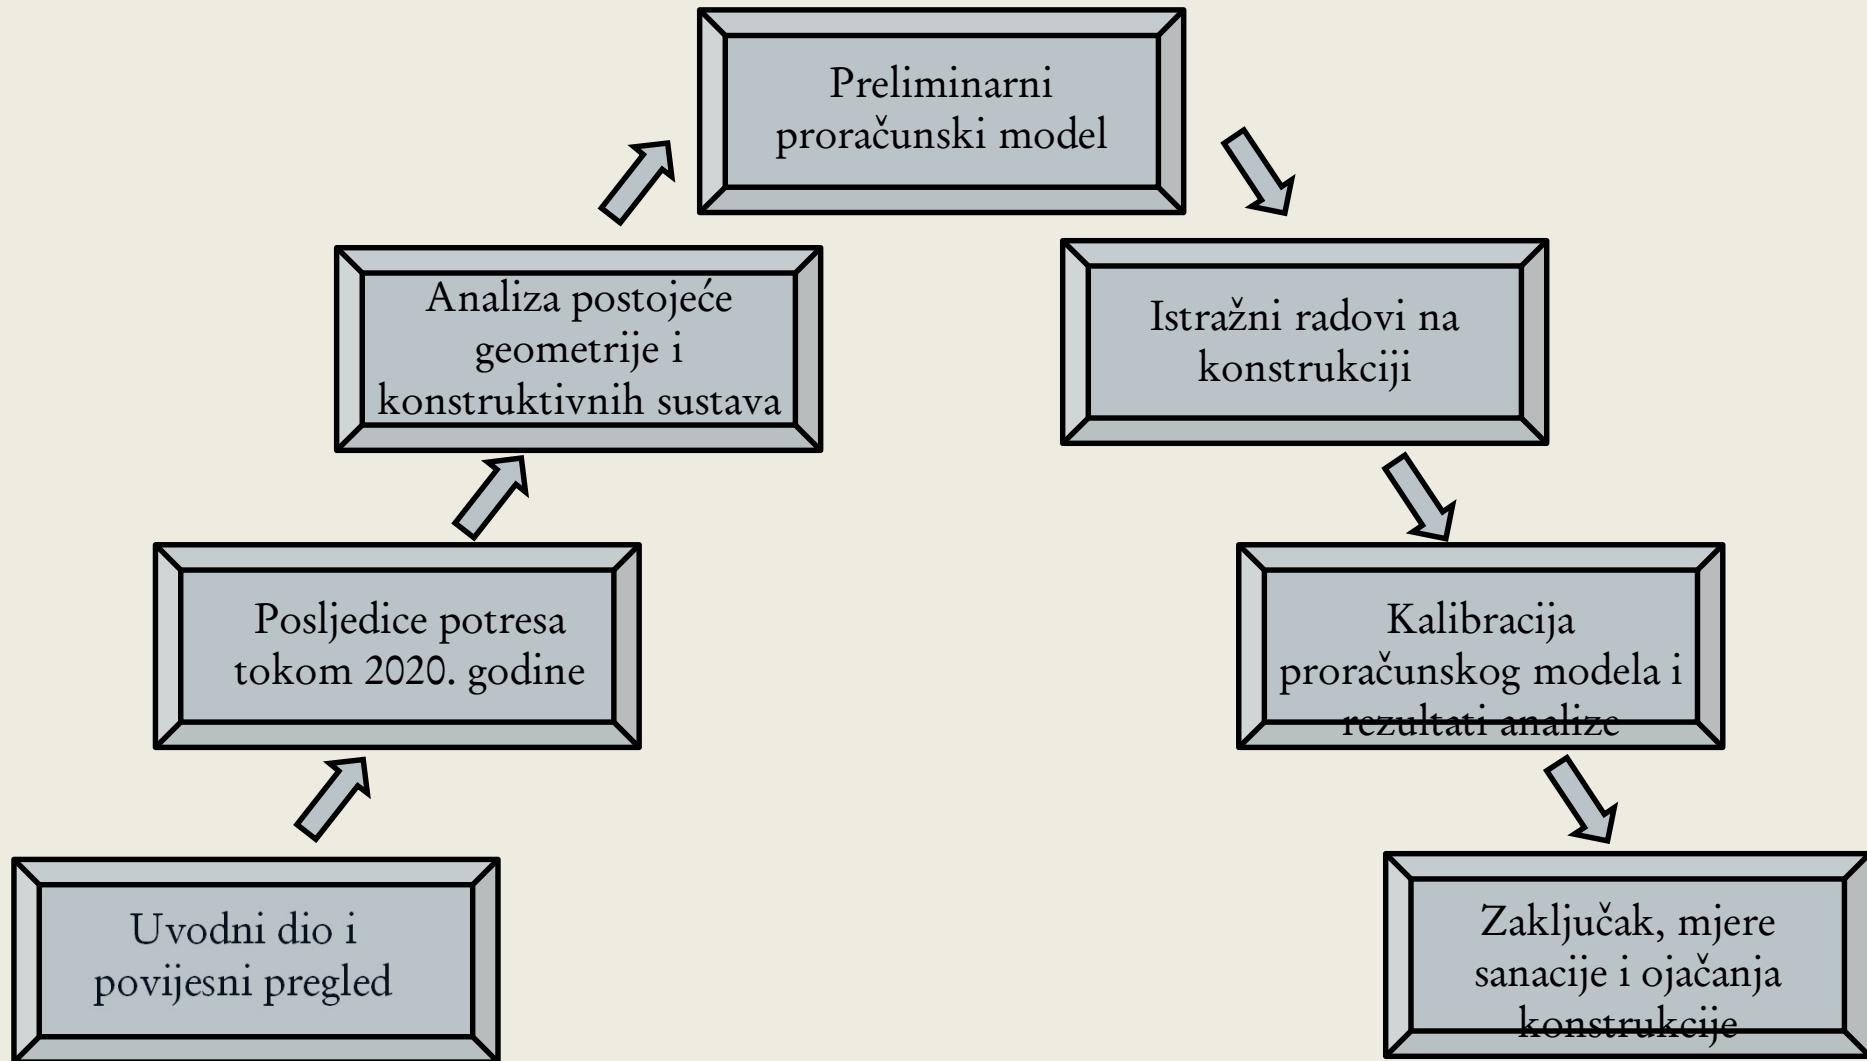 Preliminarni
proračunski model
Analiza postojeće
geometrije i
konstruktivnih sustava
Istražni radovi na
konstrukciji
Posljedice potresa
tokom 2020. godine
Kalibracija
proračunskog modela i
rezultati analize
Uvodni dio i
povijesni pregled
Zaključak, mjere
sanacije i ojačanja
konstrukcije